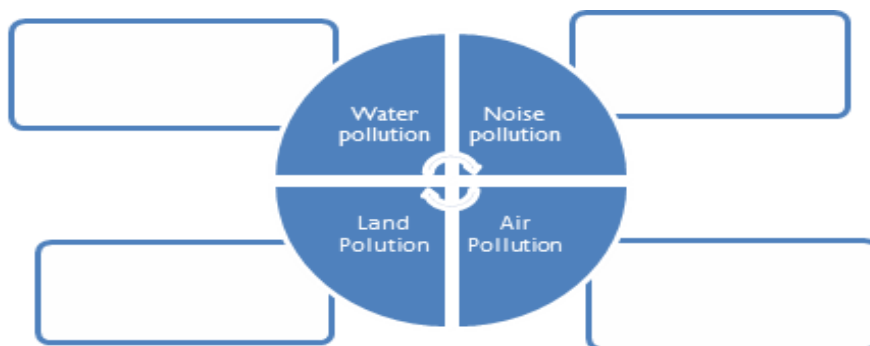 Water
pollution
Noise
pollution
Land
Polution
Air
Pollution